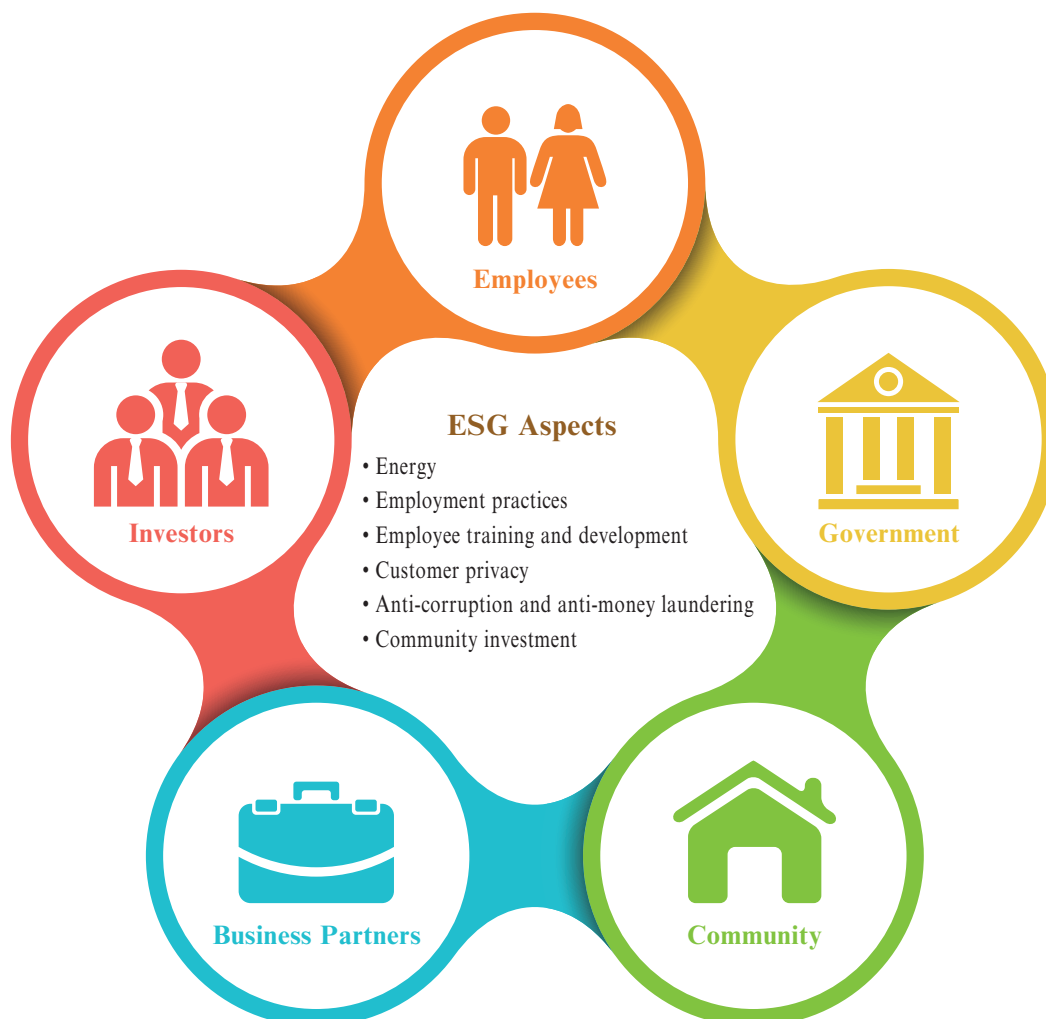 Employees
Investors
Government
ESG Aspects
• Energy
• Employment practices
• Employee training and development
• Customer privacy
• Anti-corruption and anti-money laundering
• Community investment
Business Partners
Community